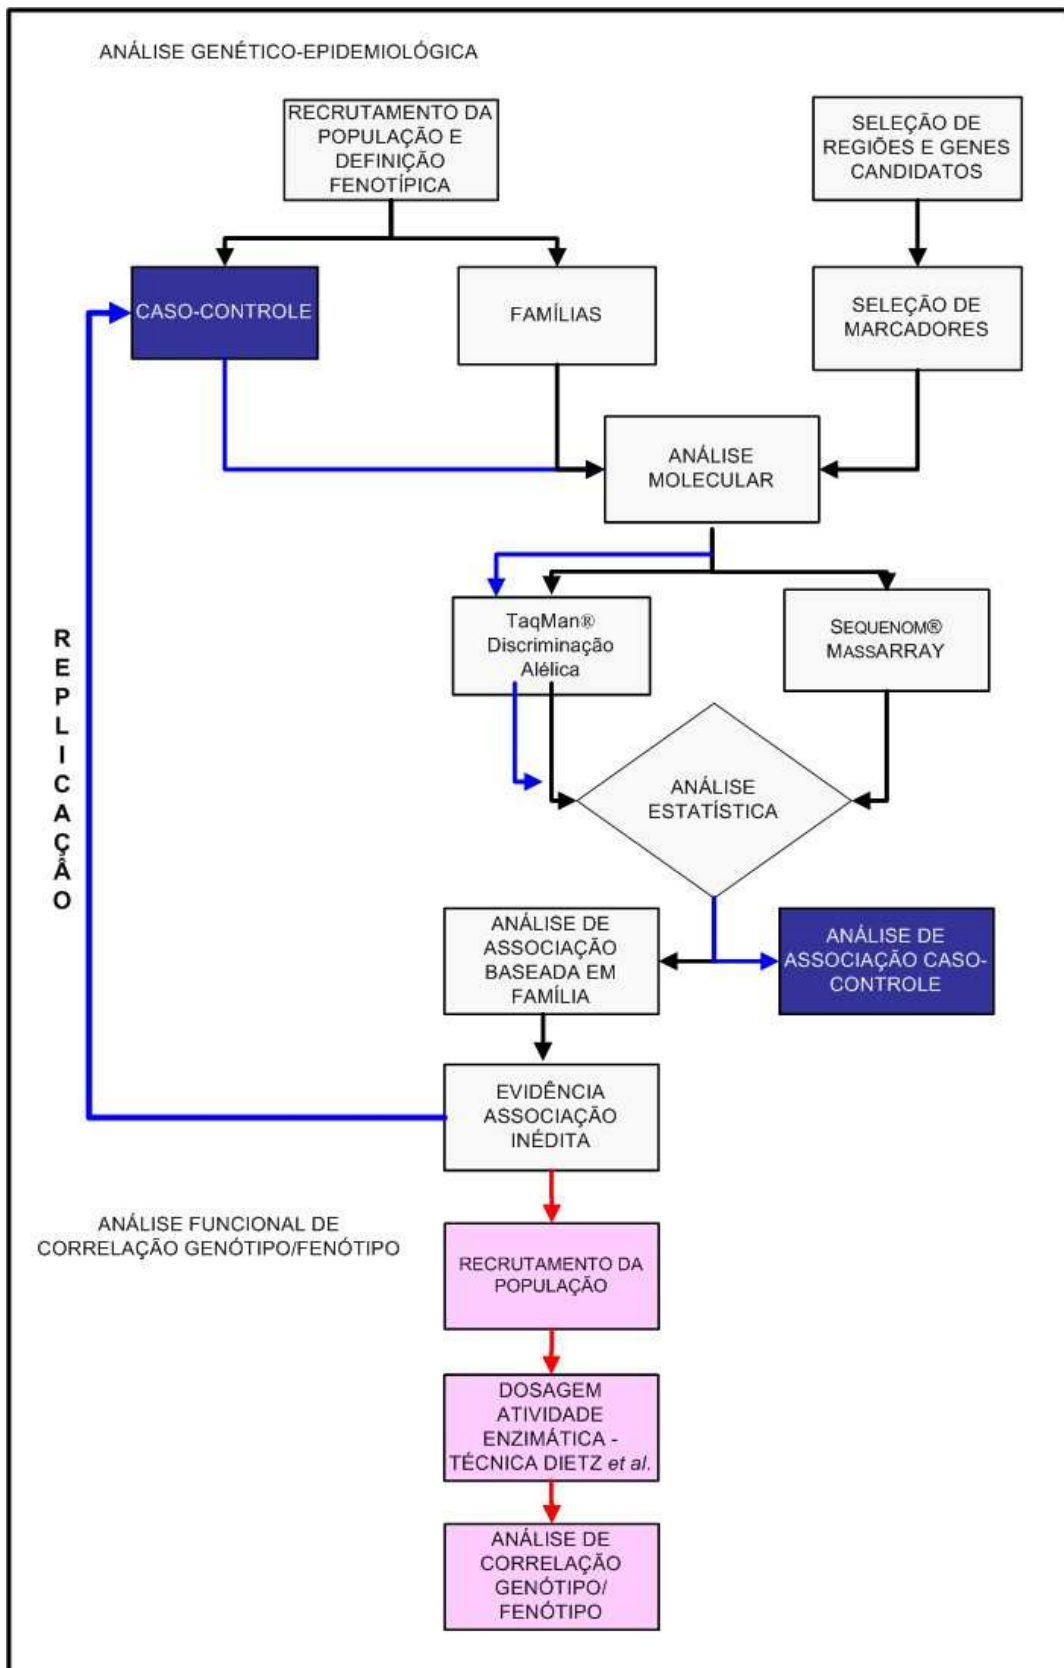 ANÁLISE GENÉTICO-EPIDEMIOLÓGICA
RECRUTAMENTO DA
POPULAÇÃO E
DEFINIÇÃO
FENOTÍPICA
SELEÇÃO DE
REGIÕES E GENES
CANDIDATOS
CASO-CONTROLE
FAMÍLIAS
SELEÇÃO DE
MARCADORES
ANÁLISE
MOLECULAR
TaqMan®
Discriminação
Alélica
SEQUENOM®
MASSARRAY
REPLICAÇÂO
ANÁLISE
ESTATÍSTICA
ANÁLISE DE
ASSOCIAÇÃO
BASEADA EM
FAMÍLIA
ANÁLISE DE
ASSOCIAÇÃO CASO-
CONTROLE
EVIDÊNCIA
ASSOCIAÇÃO
INÉDITA
ANÁLISE FUNCIONAL DE
CORRELAÇÃO GENÓTIPO/FENÓTIPO
RECRUTAMENTO DA
POPULAÇÃO
DOSAGEM
ATIVIDADE
ENZIMÁTICA -
TÉCNICA DIETZ et al.
ANÁLISE DE
CORRELAÇÃO
GENÓTIPO/
FENÓTIPO